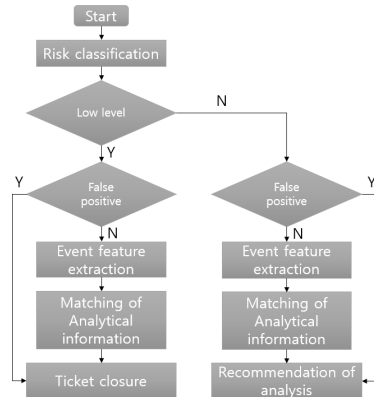 Start
Risk classification
Low level
N
Y
Y
False
positive
False
positive
Y
N
N
Event feature
extraction
Event feature
extraction
Matching of
Analytical
information
Matching of
Analytical
information
Ticket closure
Recommendation of
analysis